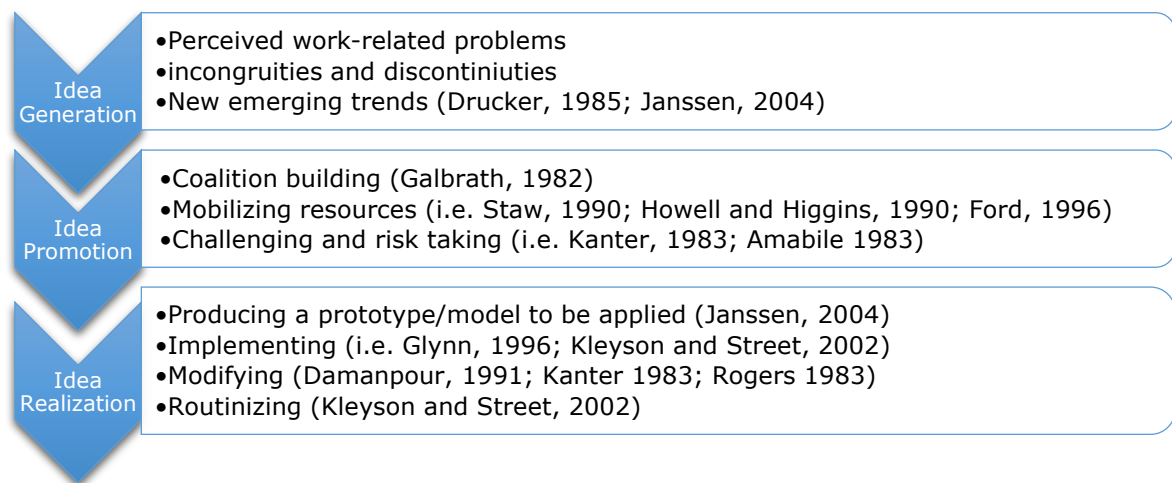 Idea
Generation
•Perceived work-related problems
•incongruities and discontiniuties
•New emerging trends (Drucker, 1985; Janssen, 2004)
Idea
Promotion
•Coalition building (Galbrath, 1982)
•Mobilizing resources (i.e. Staw, 1990; Howell and Higgins, 1990; Ford, 1996)
•Challenging and risk taking (i.e. Kanter, 1983; Amabile 1983)
Idea
Realization
•Producing a prototype/model to be applied (Janssen, 2004)
•Implementing (i.e. Glynn, 1996; Kleyson and Street, 2002)
•Modifying (Damanpour, 1991; Kanter 1983; Rogers 1983)
•Routinizing (Kleyson and Street, 2002)